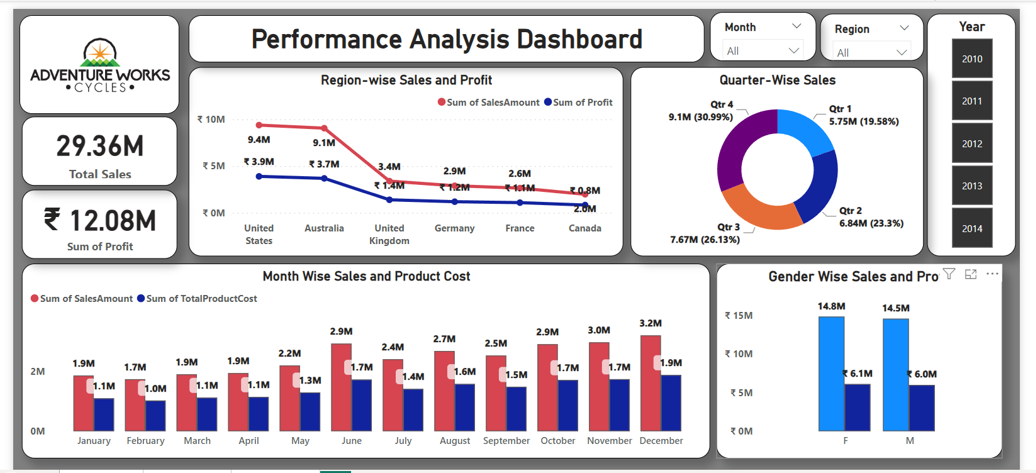 ADVENTURE WORKS
• CYCLES •
Performance Analysis Dashboard
Month
All
Region
All
Year
2010
2011
2012
2013
2014
29.36M
Total Sales
₹ 12.08M
Sum of Profit
Region-wise Sales and Profit
Sum of SalesAmount Sum of Profit
₹ 10M
₹ 5M
₹ 0M
9.4M 9.1M 3.4M 2.9M 2.6M 2.0M
₹ 3.9M ₹ 3.7M ₹ 1.4M ₹ 1.2M ₹ 1.1M ₹ 0.8M
United States
Australia
United Kingdom
Germany
France
Canada
Quarter-Wise Sales
Qtr 4
9.1M (30.99%)
Qtr 1
5.75M (19.58%)
Qtr 2
6.84M (23.3%)
Qtr 3
7.67M (26.13%)
Month Wise Sales and Product Cost
Sum of SalesAmount Sum of TotalProductCost
2M
0M
1.9M 1.7M 1.9M 1.9M 2.2M 2.9M 2.4M 2.7M 2.5M 2.9M 3.0M 3.2M
1.1M 1.0M 1.1M 1.1M 1.3M 1.7M 1.4M 1.6M 1.5M 1.7M 1.7M 1.9M
January February March April May June July August September October November December
Gender Wise Sales and Pro
₹ 15M
₹ 10M
₹ 5M
₹ 0M
14.8M 14.5M
₹ 6.1M ₹ 6.0M
F M